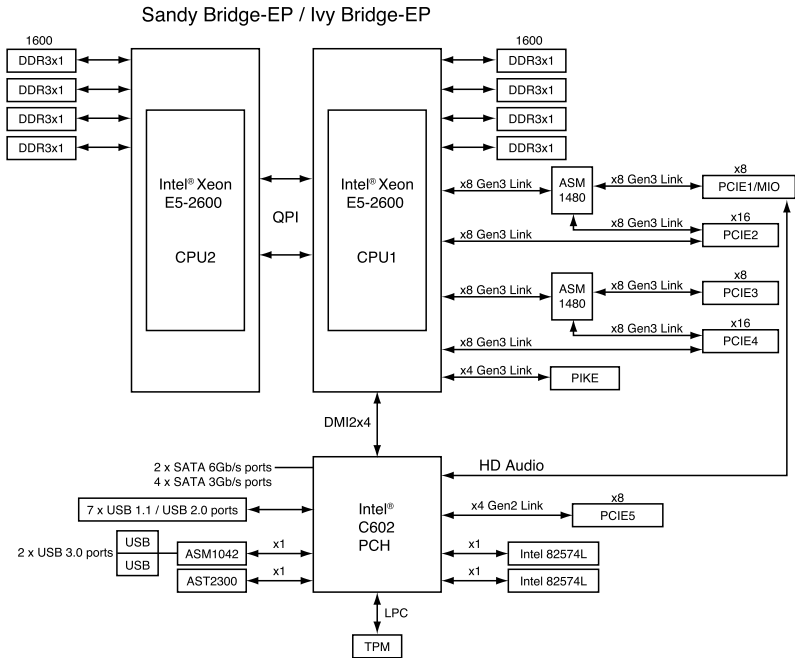 Sandy Bridge-EP / Ivy Bridge-EP
1600
DDR3x1
DDR3x1
DDR3x1
DDR3x1
Intel® Xeon
E5-2600
CPU2
QPI
Intel® Xeon
E5-2600
CPU1
1600
DDR3x1
DDR3x1
DDR3x1
DDR3x1
x8 Gen3 Link
ASM
1480
x8 Gen3 Link
x8
PCIE1/MIO
x8 Gen3 Link
x16
PCIE2
x8 Gen3 Link
x8 Gen3 Link
ASM
1480
x8 Gen3 Link
x8
PCIE3
x8 Gen3 Link
x16
PCIE4
x8 Gen3 Link
x4 Gen3 Link
PIKE
DMI2x4
2 x SATA 6Gb/s ports
4 x SATA 3Gb/s ports
7 x USB 1.1 / USB 2.0 ports
2 x USB 3.0 ports
USB
USB
ASM1042
x1
AST2300
x1
Intel®
C602
PCH
HD Audio
x4 Gen2 Link
x8
PCIE5
x1
Intel 82574L
x1
Intel 82574L
LPC
TPM